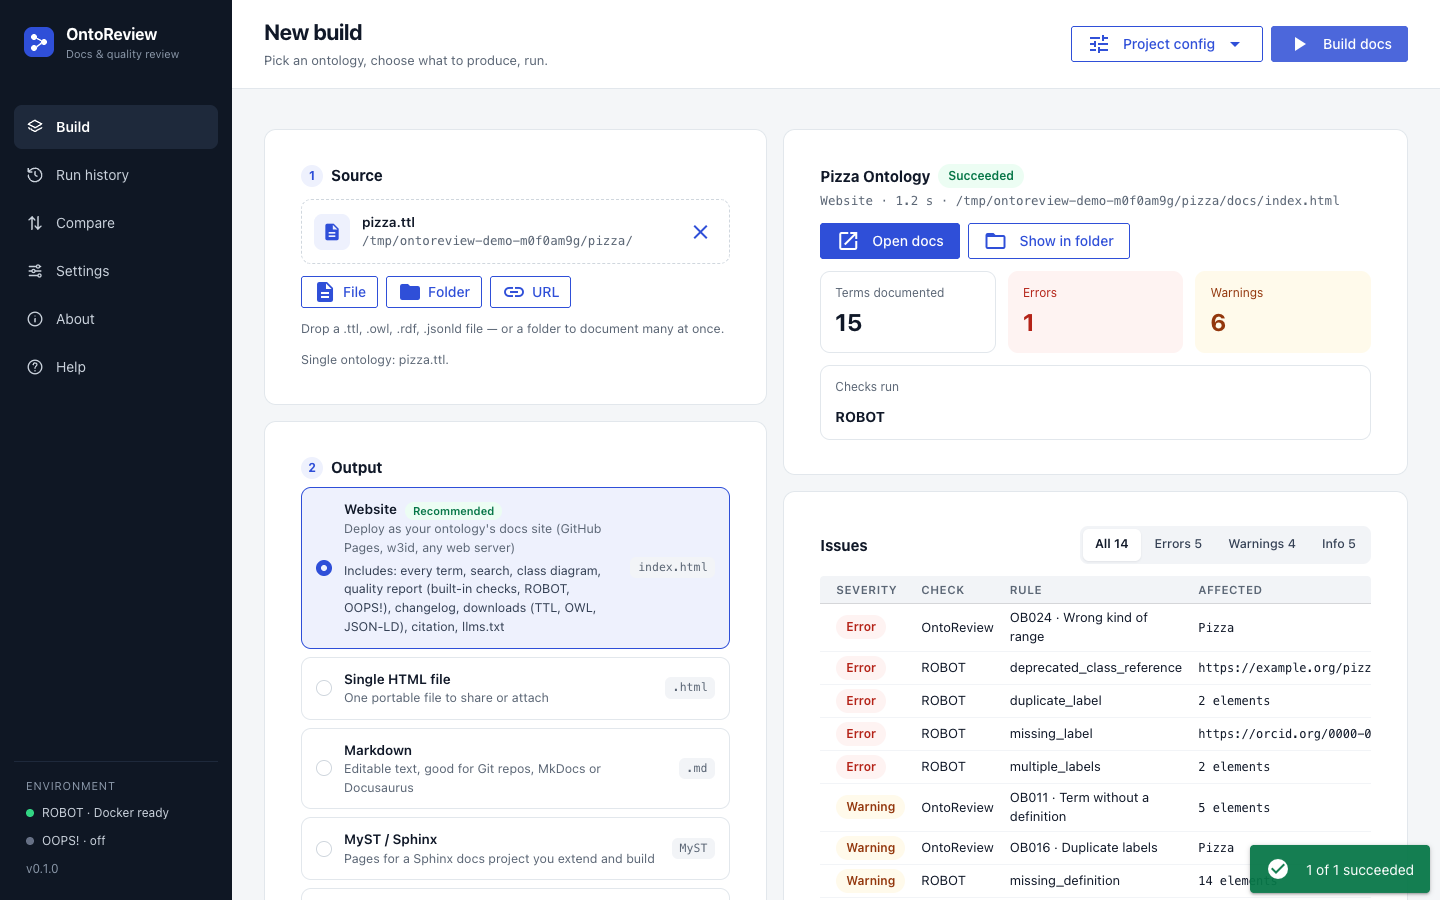 OntoReview
Docs & quality review
Build
Run history
Compare
Settings
About
Help
ENVIRONMENT
ROBOT · Docker ready
OOPS! · off
v0.1.0
New build
Pick an ontology, choose what to produce, run.
Project config
Build docs
1 Source
pizza.ttl
/tmp/ontoreview-demo-m0f0am9g/pizza/
File
Folder
URL
Drop a .ttl, .owl, .rdf, .jsonld file — or a folder to document many at once.
Single ontology: pizza.ttl.
2 Output
Website Recommended
Deploy as your ontology's docs site (GitHub
Pages, w3id, any web server)
Includes: every term, search, class diagram,
quality report (built-in checks, ROBOT,
OOPS!), changelog, downloads (TTL, OWL,
JSON-LD), citation, llms.txt
index.html
Single HTML file
One portable file to share or attach
.html
Markdown
Editable text, good for Git repos, MkDocs or
Docusaurus
.md
MyST / Sphinx
Pages for a Sphinx docs project you extend and build
MyST
Pizza Ontology Succeeded
Website · 1.2 s · /tmp/ontoreview-demo-m0f0am9g/pizza/docs/index.html
Open docs
Show in folder
Terms documented
15
Errors
1
Warnings
6
Checks run
ROBOT
Issues
All 14 Errors 5 Warnings 4 Info 5
SEVERITY CHECK RULE AFFECTED
Error OntoReview OB024 · Wrong kind of range Pizza
Error ROBOT deprecated_class_reference https://example.org/pizz
Error ROBOT duplicate_label 2 elements
Error ROBOT missing_label https://orcid.org/0000-0
Error ROBOT multiple_labels 2 elements
Warning OntoReview OB011 · Term without a definition 5 elements
Warning OntoReview OB016 · Duplicate labels Pizza
Warning ROBOT missing_definition 14 elem
1 of 1 succeeded